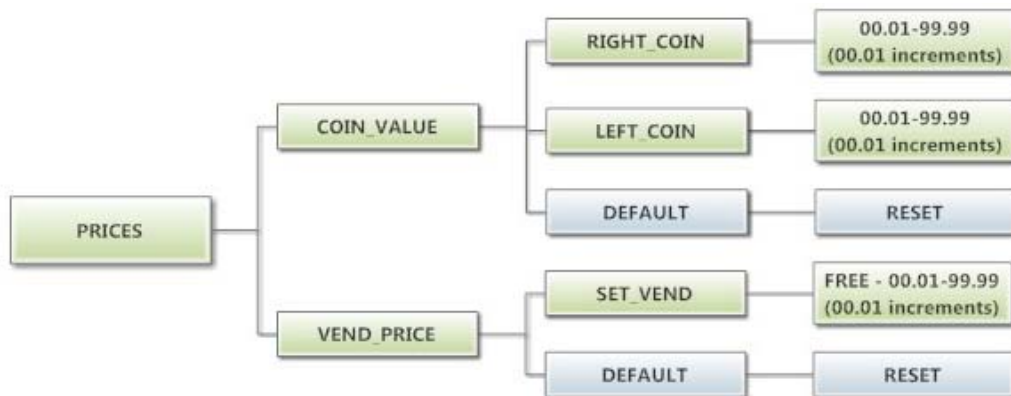 PRICES
COIN_VALUE
RIGHT_COIN
00.01-99.99
(00.01 increments)
LEFT_COIN
00.01-99.99
(00.01 increments)
DEFAULT
RESET
VEND_PRICE
SET_VEND
FREE - 00.01-99.99
(00.01 increments)
DEFAULT
RESET